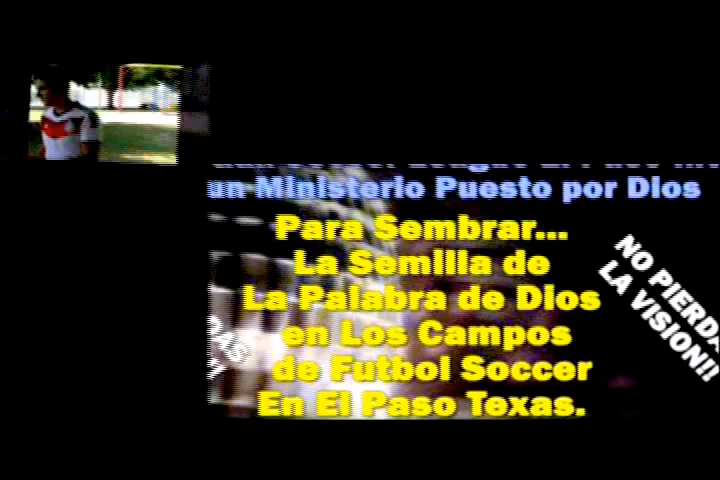 un Ministerio Puesto por Dios
Para Sembrar...
La Semilla de
La Palabra de Dios
en Los Campos
de Futbol Soccer
En El Paso Texas.
NO PIERDA
LA VISION!!